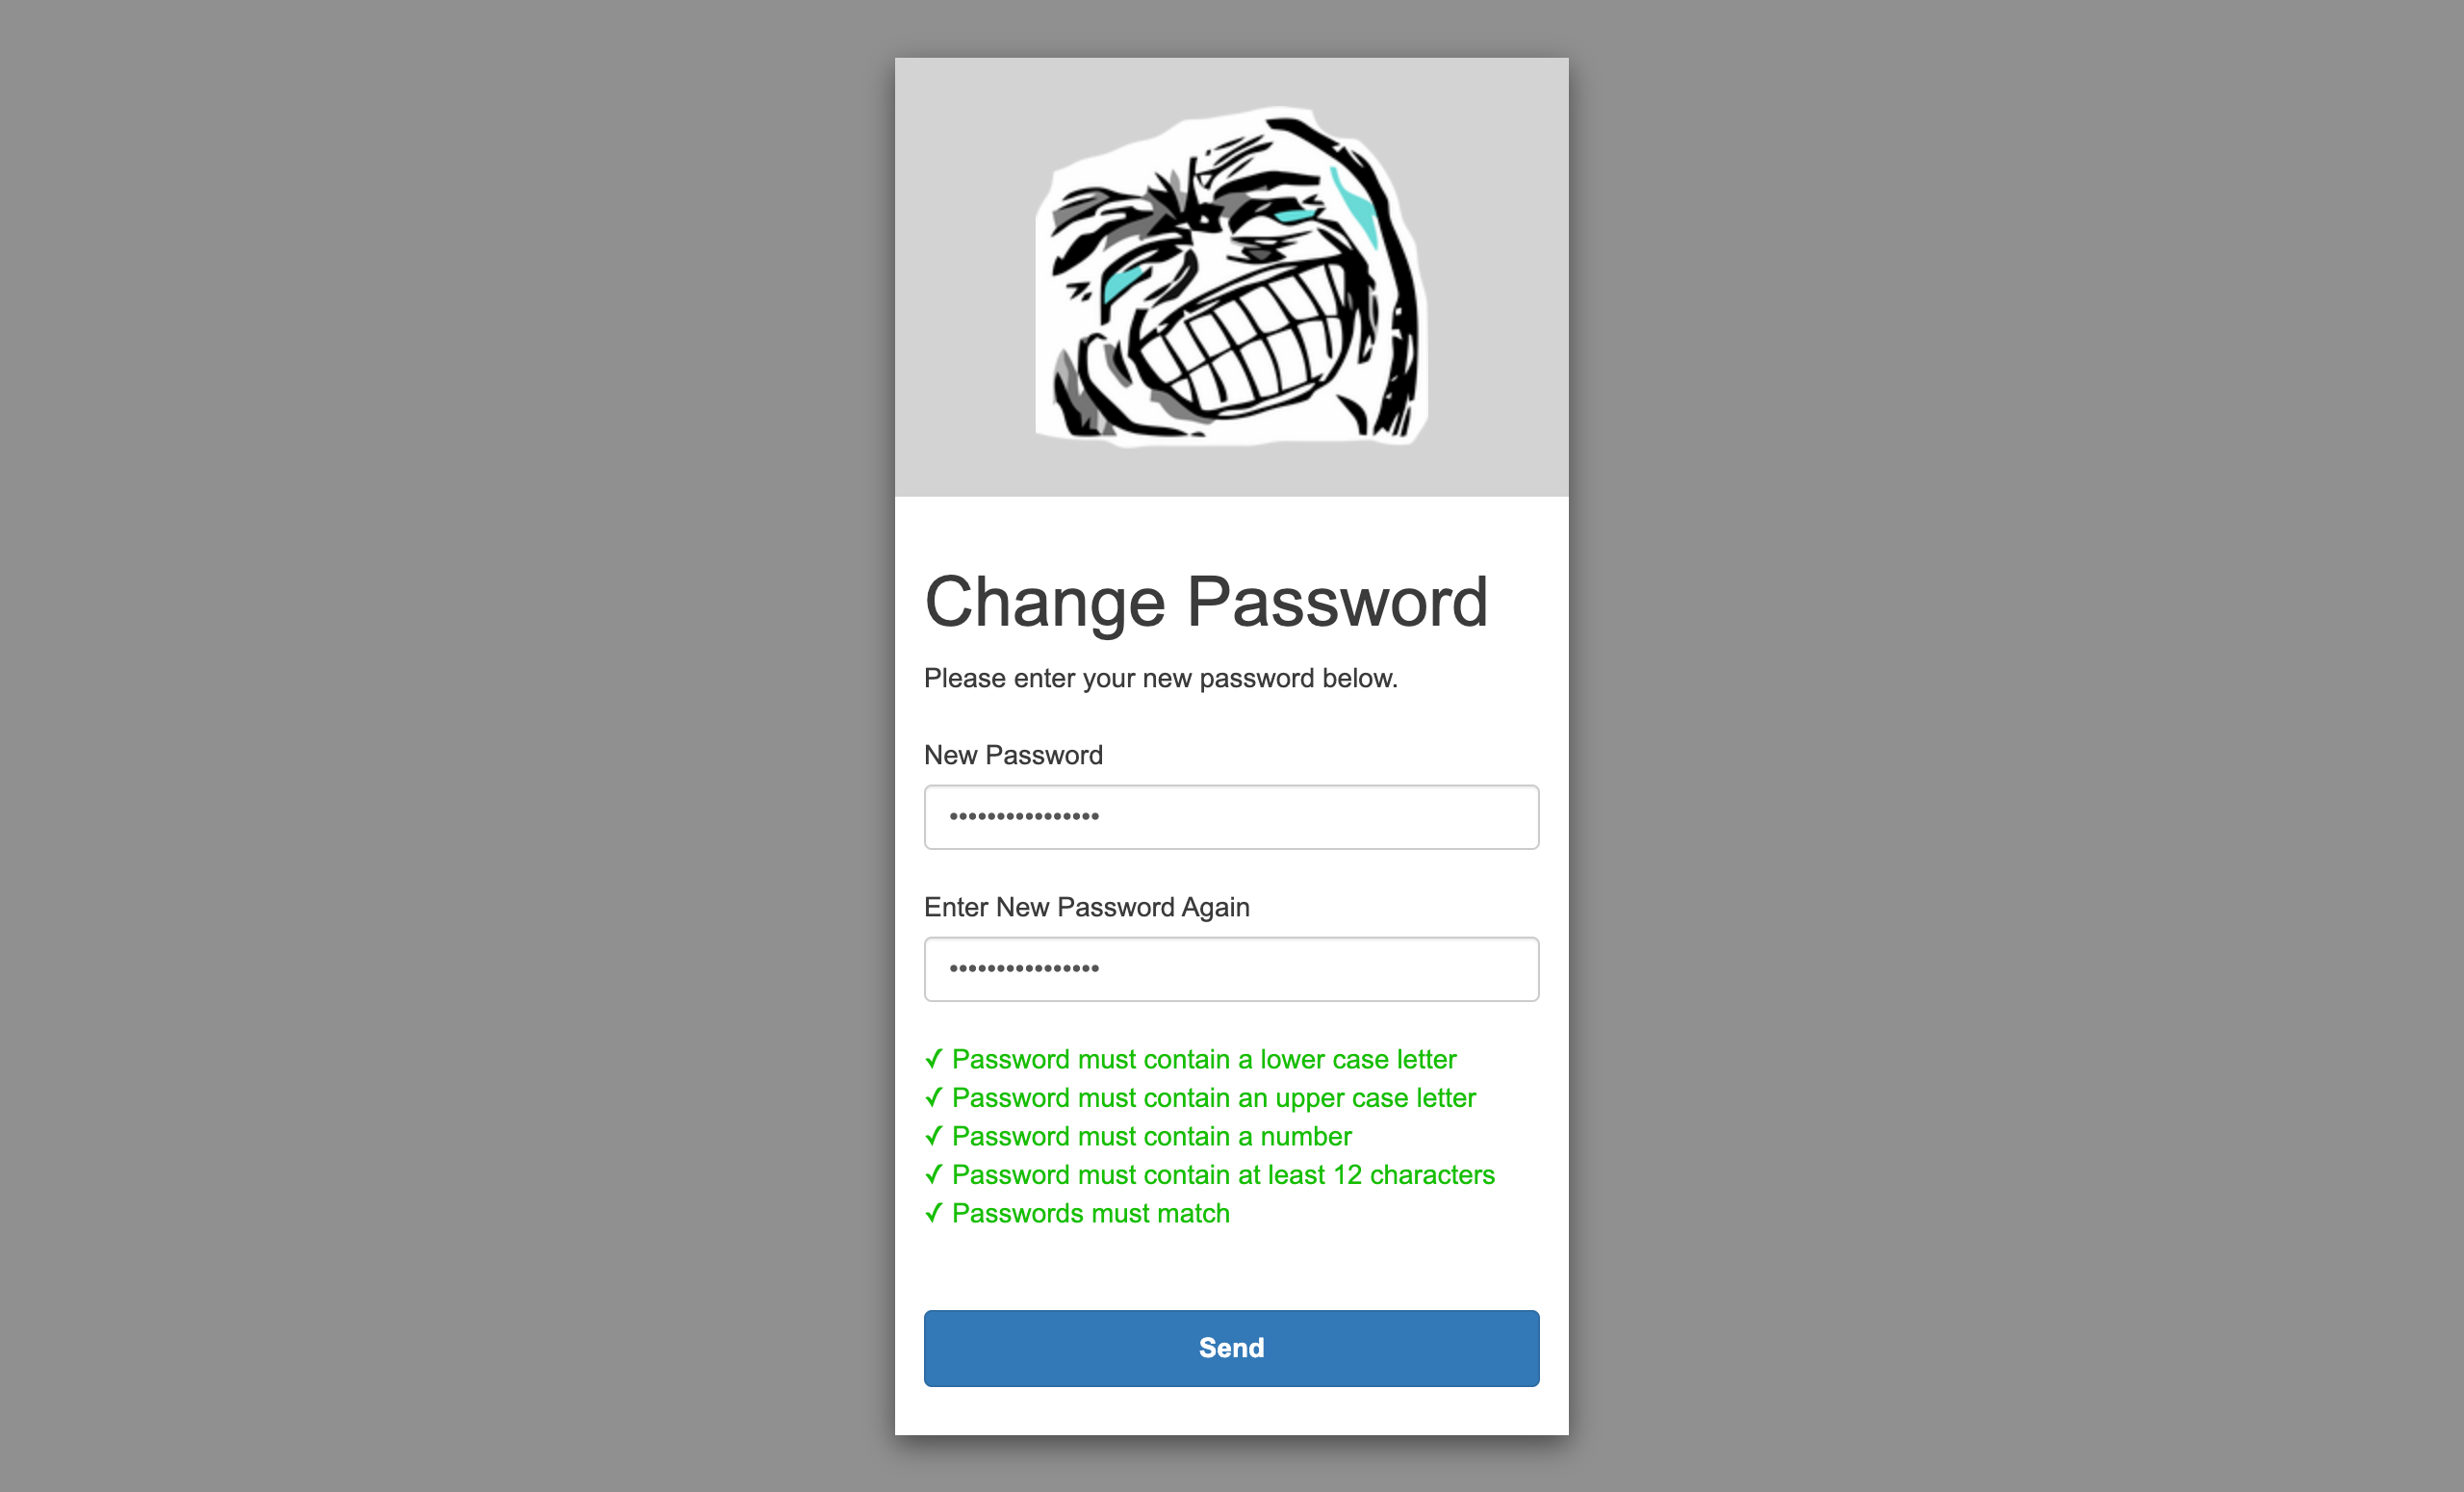 Change Password
Please enter your new password below.
New Password
••••••••••••••••
Enter New Password Again
••••••••••••••••
✓ Password must contain a lower case letter
✓ Password must contain an upper case letter
✓ Password must contain a number
✓ Password must contain at least 12 characters
✓ Passwords must match
Send